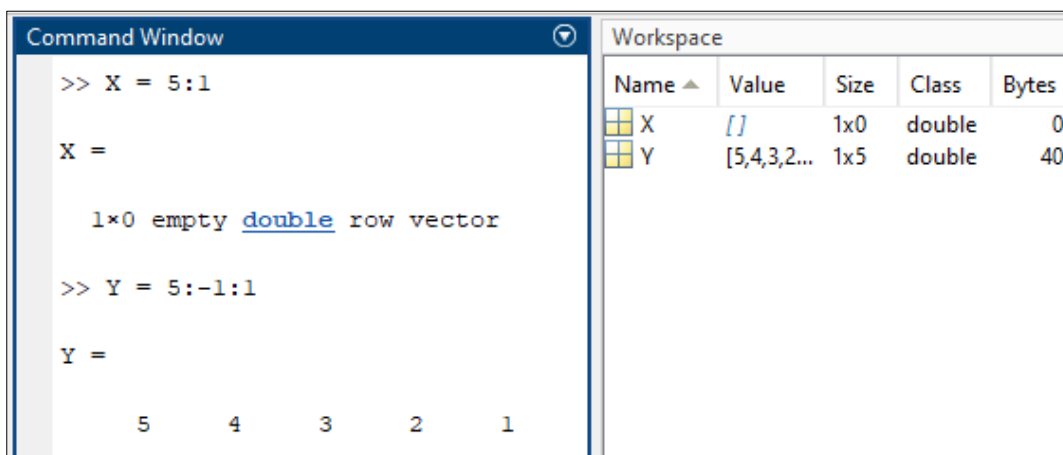 Command Window
>> X = 5:1
X =
1×0 empty double row vector
>> Y = 5:-1:1
Y =
5 4 3 2 1
Workspace
Name Value Size Class Bytes
X [] 1x0 double 0
Y [5,4,3,2... 1x5 double 40